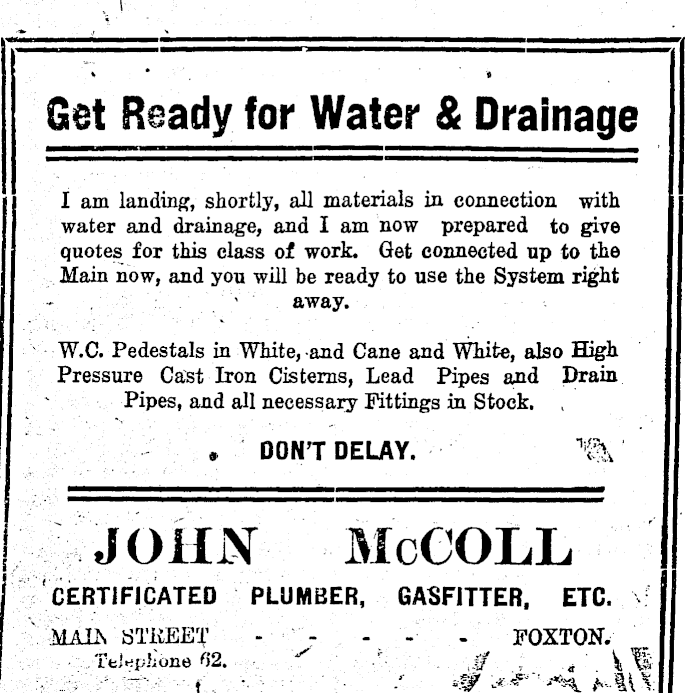 Get Ready for Water & Drainage
I am landing, shortly, all materials in connection with
water and drainage, and I am now prepared to give
quotes for this class of work. Get connected up to the
Main now, and you will be ready to use the System right
away.
W.C. Pedestals in White, and Cane and White, also High
Pressure Cast Iron Cisterns, Lead Pipes and Drain
Pipes, and all necessary Fittings in Stock.
DON'T DELAY.
JOHN McCOLL
CERTIFICATED PLUMBER, GASFITTER, ETC.
MAIN STREET - - - - - FOXTON.
Telephone 62.